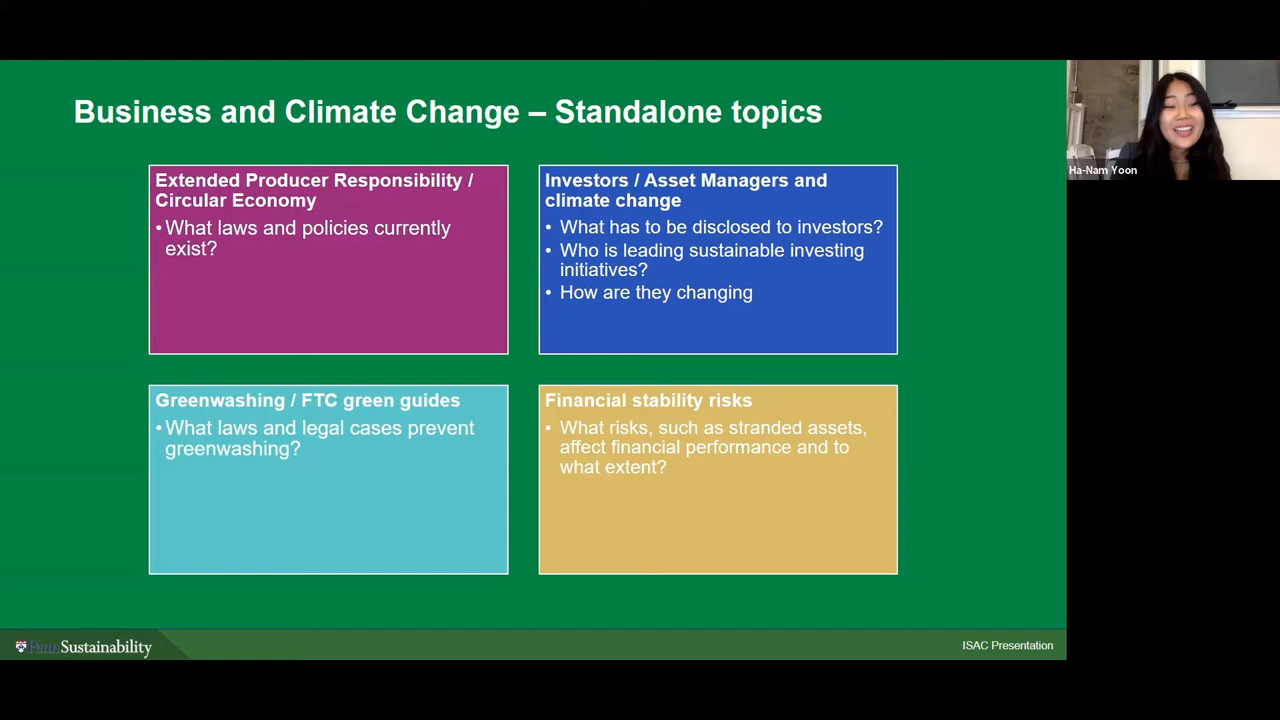 Business and Climate Change – Standalone topics
Extended Producer Responsibility /
Circular Economy
•What laws and policies currently
exist?
Investors / Asset Managers and
climate change
• What has to be disclosed to investors?
• Who is leading sustainable investing
initiatives?
• How are they changing
Ha-Nam Yoon
Greenwashing / FTC green guides
•What laws and legal cases prevent
greenwashing?
Financial stability risks
• What risks, such as stranded assets,
affect financial performance and to
what extent?
Penn Sustainability
ISAC Presentation